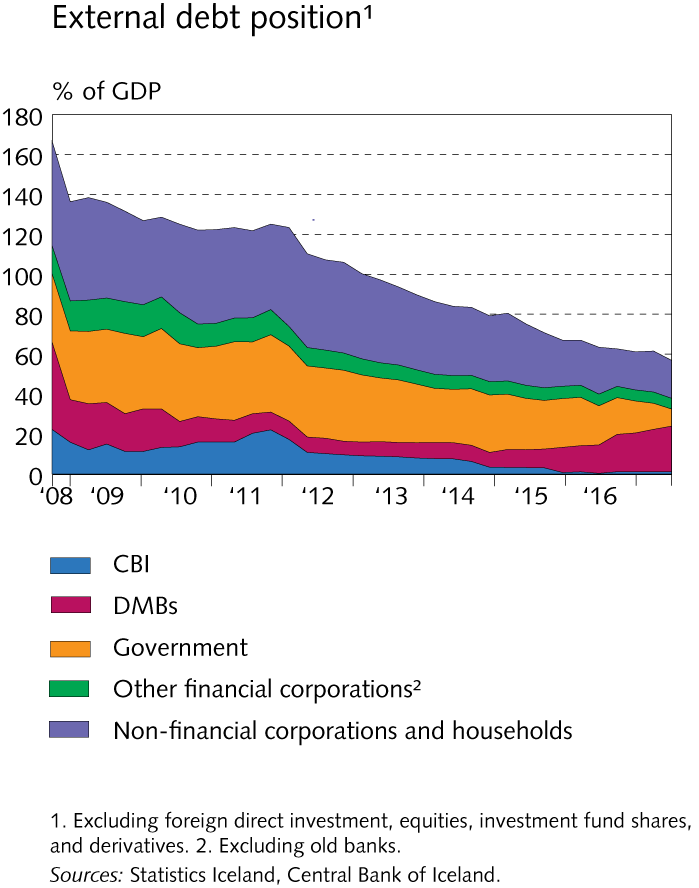 External debt position¹
% of GDP
180
160
140
120
100
80
60
40
20
0
‘08 ‘09 ‘10 ‘11 ‘12 ‘13 ‘14 ‘15 ‘16
CBI
DMBs
Government
Other financial corporations²
Non-financial corporations and households
1. Excluding foreign direct investment, equities, investment fund shares,
and derivatives. 2. Excluding old banks.
Sources: Statistics Iceland, Central Bank of Iceland.